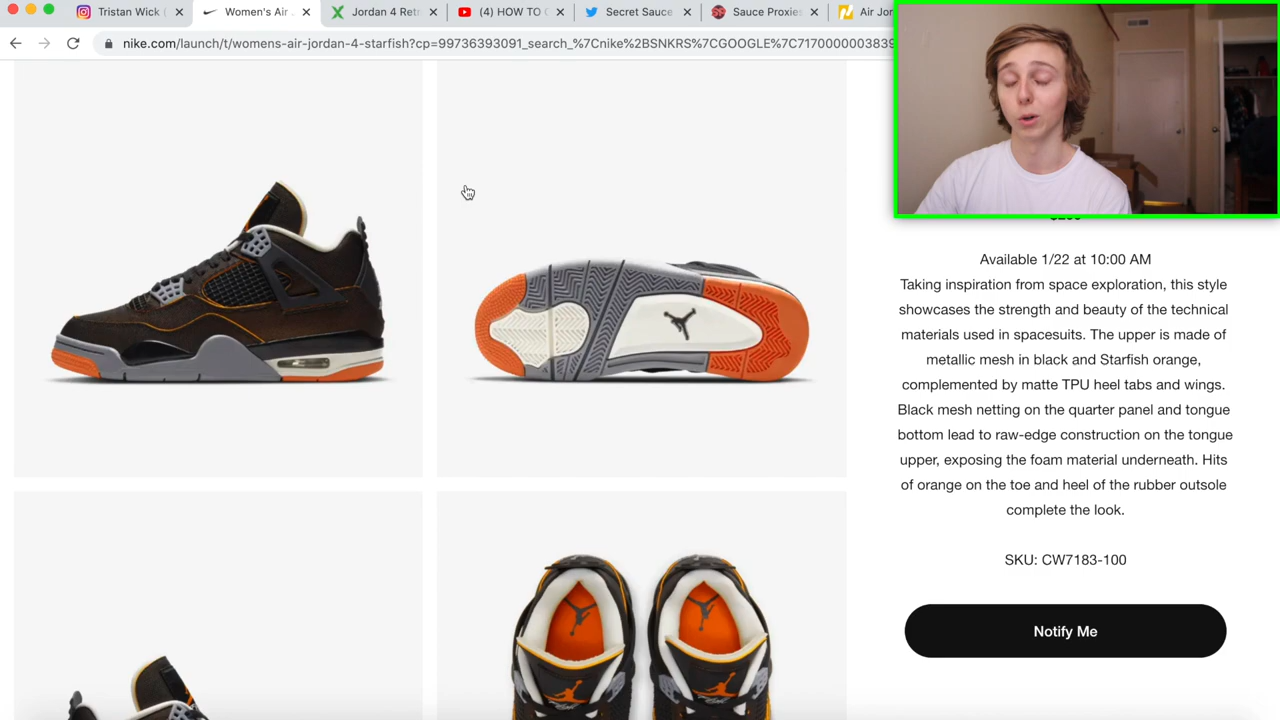 Tristan Wick (
Women's Air
Jordan 4 Retr
(4) HOW TO
Secret Sauce
Sauce Proxies
Air Jor
nike.com/launch/t/womens-air-jordan-4-starfish?cp=99736393091_search_%7Cnike%2BSNKRS%7CGOOGLE%7C7170000000383
Available 1/22 at 10:00 AM
Taking inspiration from space exploration, this style
showcases the strength and beauty of the technical
materials used in spacesuits. The upper is made of
metallic mesh in black and Starfish orange,
complemented by matte TPU heel tabs and wings.
Black mesh netting on the quarter panel and tongue
bottom lead to raw-edge construction on the tongue
upper, exposing the foam material underneath. Hits
of orange on the toe and heel of the rubber outsole
complete the look.
SKU: CW7183-100
Notify Me